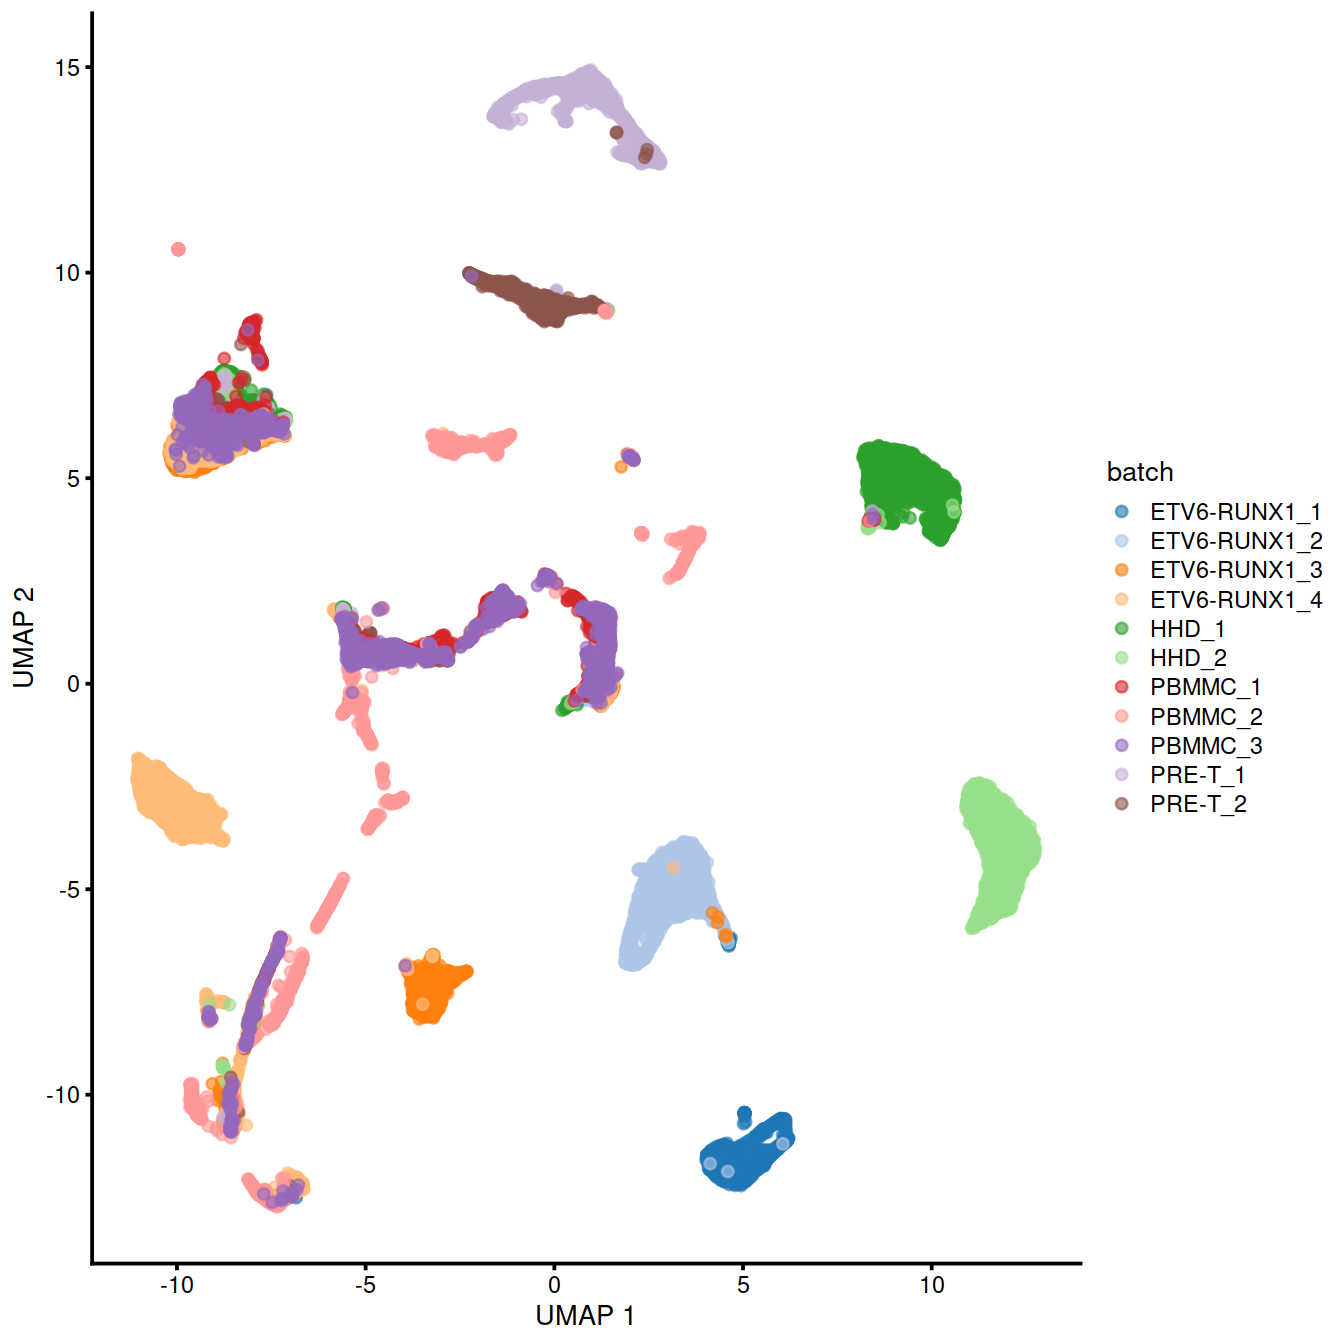 15
10
5
0
-5
-10
UMAP 2
-10
-5
0
5
10
UMAP 1
batch
ETV6-RUNX1_1
ETV6-RUNX1_2
ETV6-RUNX1_3
ETV6-RUNX1_4
HHD_1
HHD_2
PBMMC_1
PBMMC_2
PBMMC_3
PRE-T_1
PRE-T_2